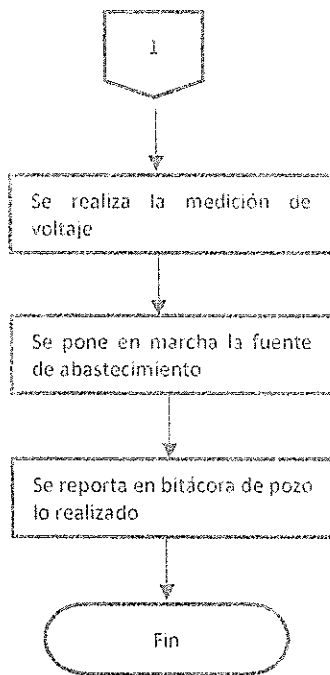 1
Se realiza la medición de
voltaje
Se pone en marcha la fuente
de abastecimiento
Se reporta en bitácora de pozo
lo realizado
Fin